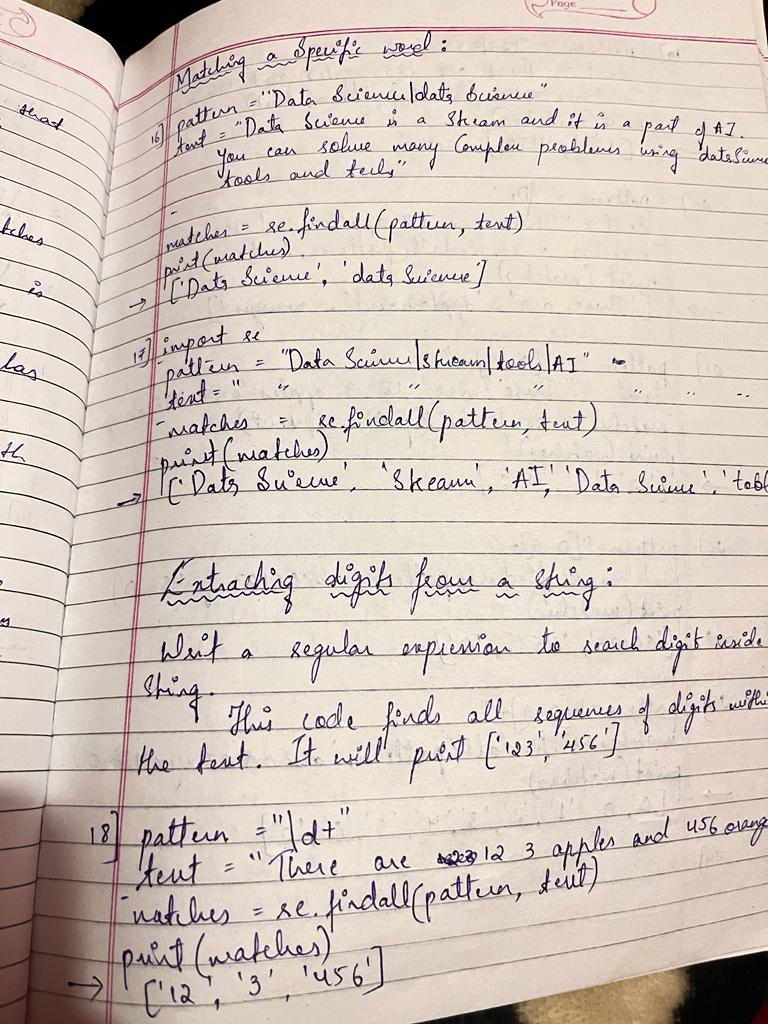 Page
that
tches
is
las
th
Matching a Specific word :
16] pattern = "Data Science|data Science"
text = "Data Science is a Stream and it is a part of AI.
You can solve many Complex problems using data Scienc
tools and tech"
matches = re.findall(pattern, text)
print(matches)
→ ['Data Science', 'data Science']
17] import re
pattern = "Data Science|stream|tools|AI"
text = " " " " " "
matches = re.findall(pattern, text)
print(matches)
→ ['Data Science', 'Stream', 'AI', 'Data Science', 'tool
Extracting digits from a string :
Writ a regular expression to search digit inside
string.
This code finds all sequences of digits withi
the text. It will print ['123', '456']
18] pattern = "|d+"
text = "There are 12 3 apples and 456 orang
matches = re.findall(pattern, text)
print(matches)
→ ['12', '3', '456']